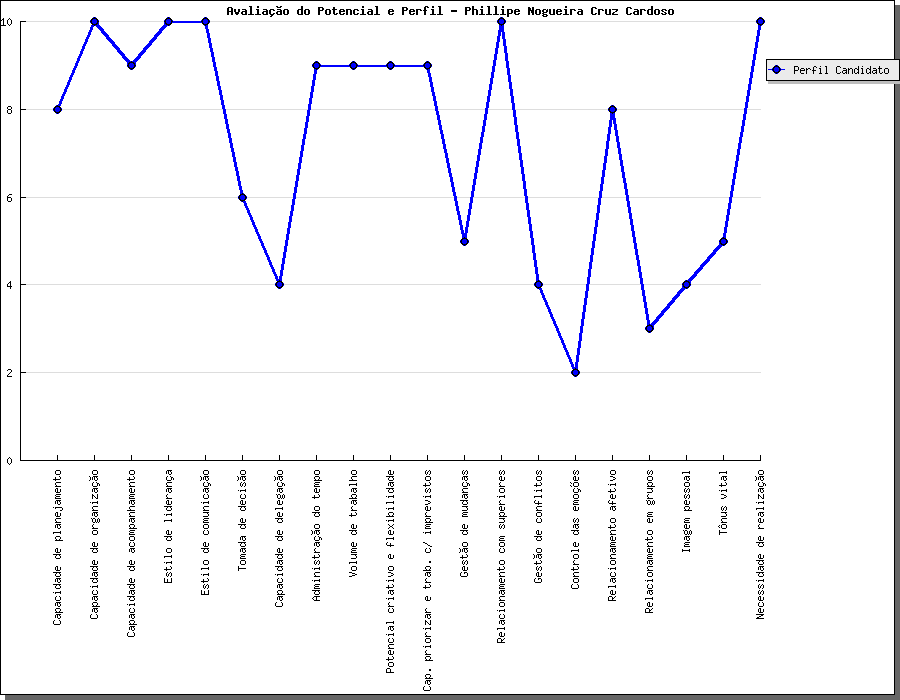 Avaliação do Potencial e Perfil - Phillipe Nogueira Cruz Cardoso
10
8
6
4
2
0
Perfil Candidato
Capacidade de planejamento
Capacidade de organização
Capacidade de acompanhamento
Estilo de liderança
Estilo de comunicação
Tomada de decisão
Capacidade de delegação
Administração do tempo
Volume de trabalho
Potencial criativo e flexibilidade
Cap. priorizar e trab. c/ imprevistos
Gestão de mudanças
Relacionamento com superiores
Gestão de conflitos
Controle das emoções
Relacionamento afetivo
Relacionamento em grupos
Imagem pessoal
Tônus vital
Necessidade de realização